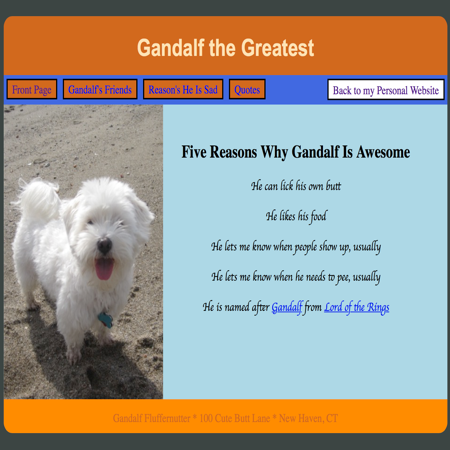 Gandalf the Greatest
Front Page Gandalf's Friends Reason's He Is Sad Quotes Back to my Personal Website
Five Reasons Why Gandalf Is Awesome
He can lick his own butt
He likes his food
He lets me know when people show up, usually
He lets me know when he needs to pee, usually
He is named after Gandalf from Lord of the Rings
Gandalf Fluffernutter * 100 Cute Butt Lane * New Haven, CT